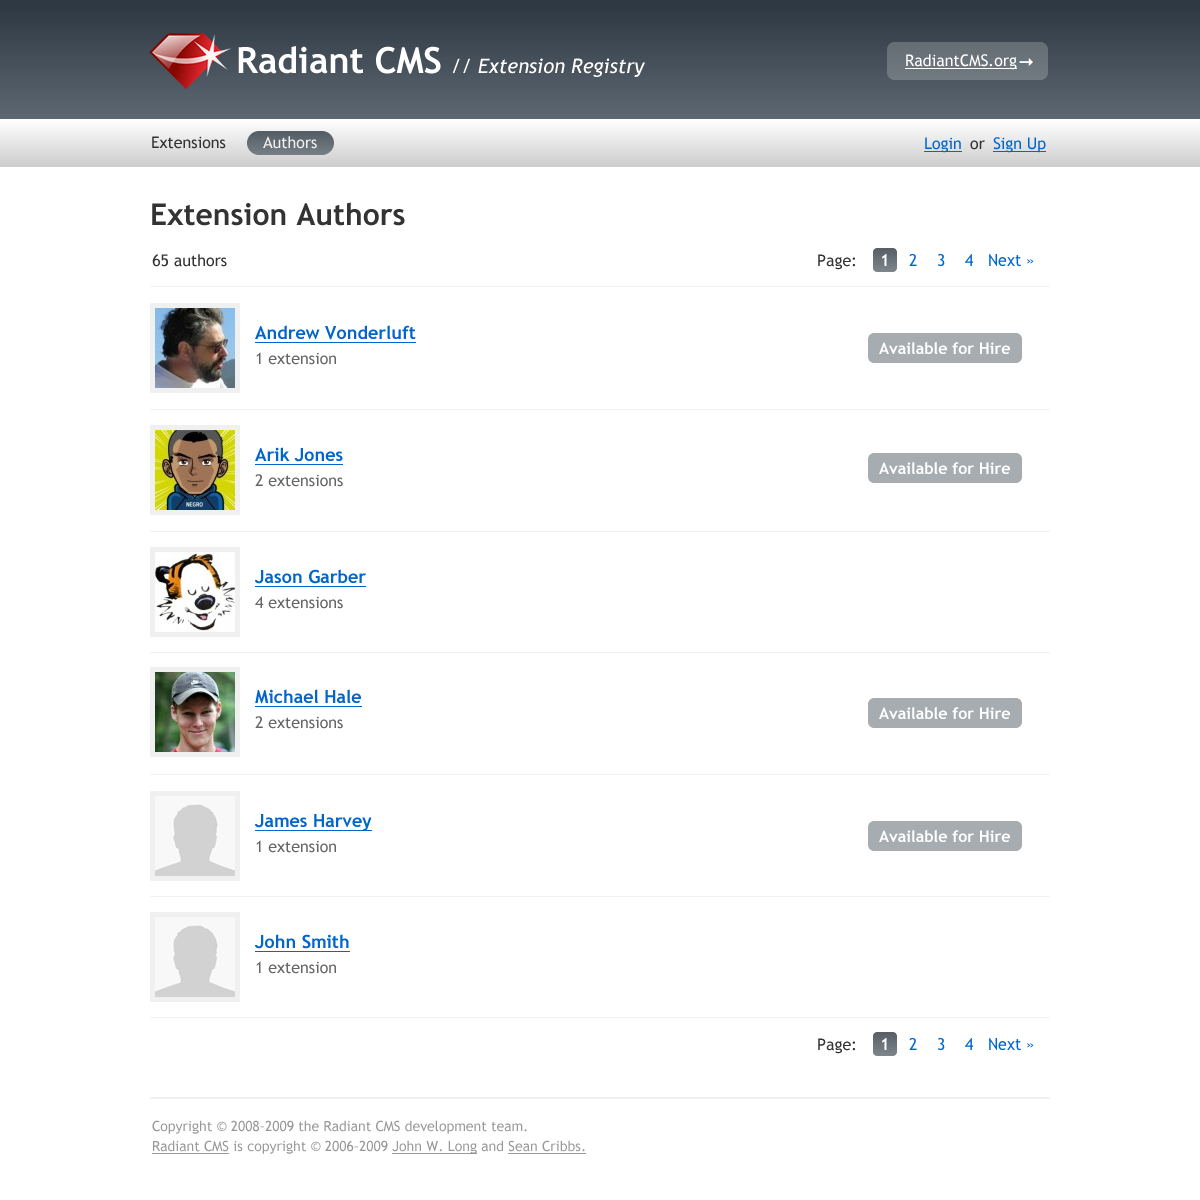 Radiant CMS // Extension Registry
RadiantCMS.org→
Extensions Authors
Login or Sign Up
Extension Authors
65 authors
Page: 1 2 3 4 Next »
Andrew Vonderluft
1 extension
Available for Hire
Arik Jones
2 extensions
Available for Hire
NEGRO
Jason Garber
4 extensions
Michael Hale
2 extensions
Available for Hire
James Harvey
1 extension
Available for Hire
John Smith
1 extension
Page: 1 2 3 4 Next »
Copyright © 2008-2009 the Radiant CMS development team.
Radiant CMS is copyright © 2006-2009 John W. Long and Sean Cribbs.